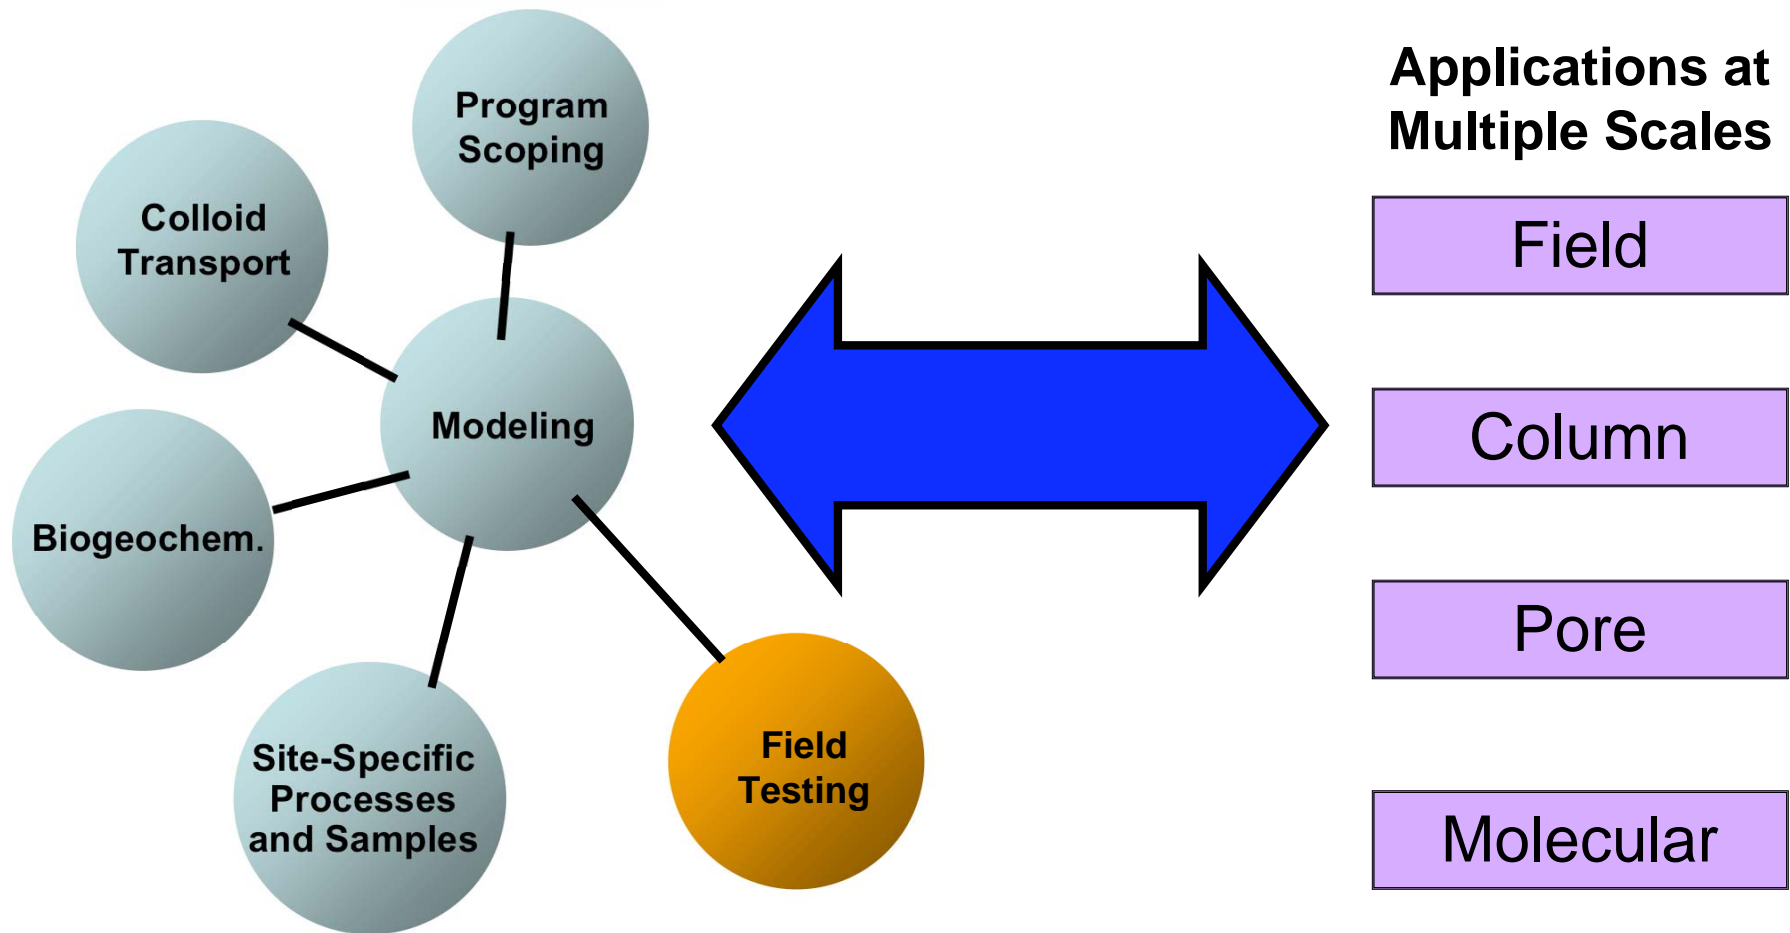 Program
Scoping
Colloid
Transport
Modeling
Biogeochem.
Site-Specific
Processes
and Samples
Field
Testing
Applications at
Multiple Scales
Field
Column
Pore
Molecular